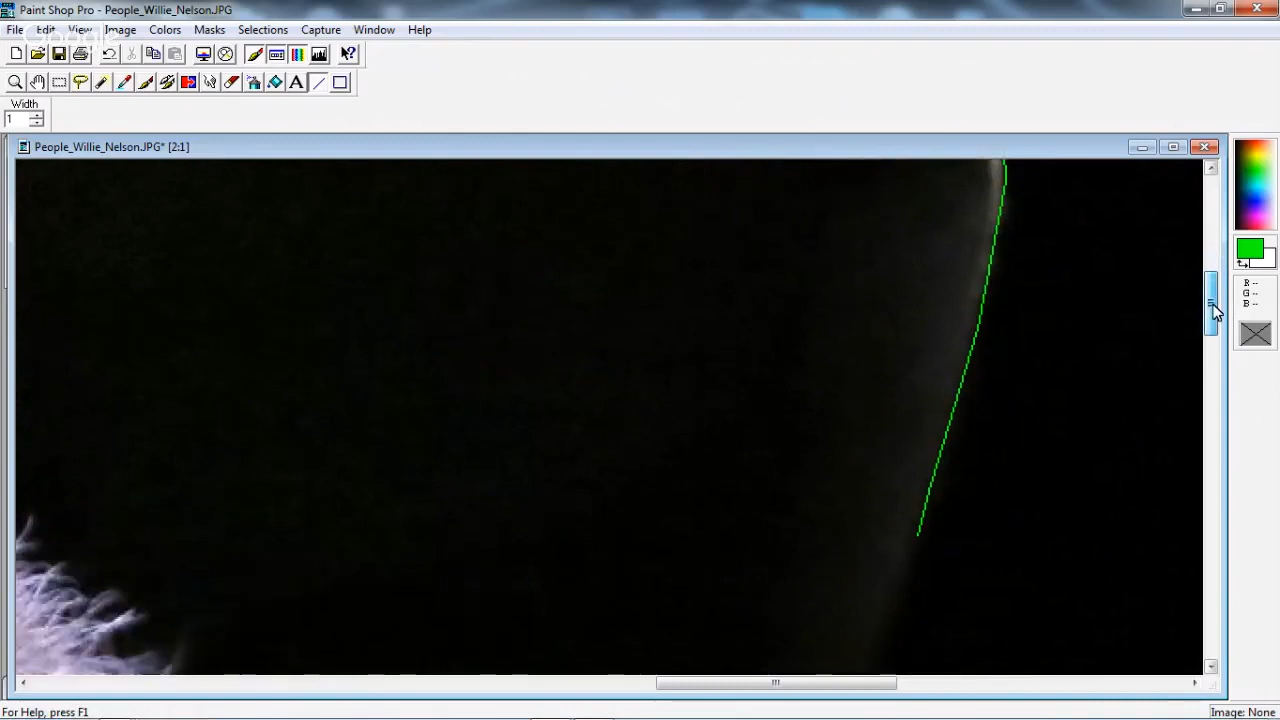 Paint Shop Pro - People_Willie_Nelson.JPG
File Edit View Image Colors Masks Selections Capture Window Help
Google
A
Width
1
People_Willie_Nelson.JPG* [2:1]
R --
G --
B --
For Help, press F1
Image: None